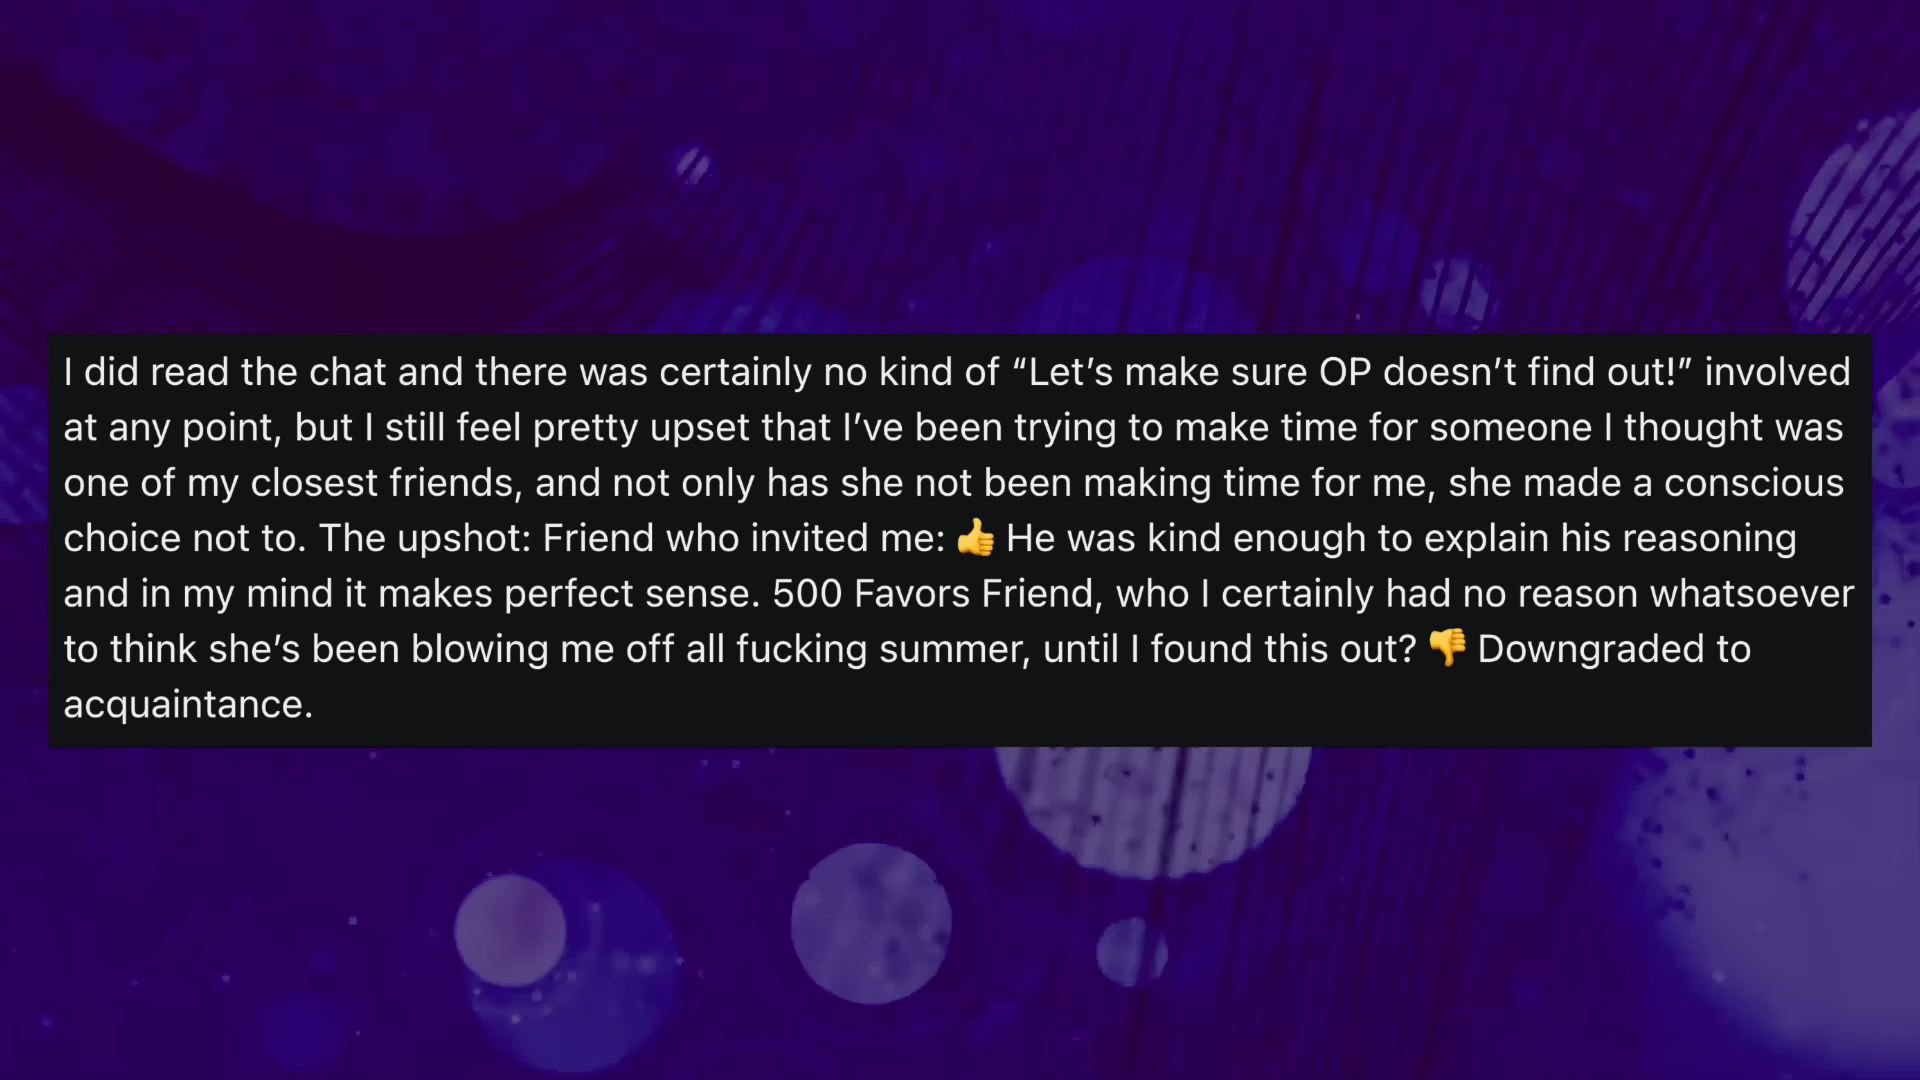 I did read the chat and there was certainly no kind of “Let’s make sure OP doesn’t find out!” involved
at any point, but I still feel pretty upset that I’ve been trying to make time for someone I thought was
one of my closest friends, and not only has she not been making time for me, she made a conscious
choice not to. The upshot: Friend who invited me: 👍 He was kind enough to explain his reasoning
and in my mind it makes perfect sense. 500 Favors Friend, who I certainly had no reason whatsoever
to think she’s been blowing me off all fucking summer, until I found this out? 👎 Downgraded to
acquaintance.